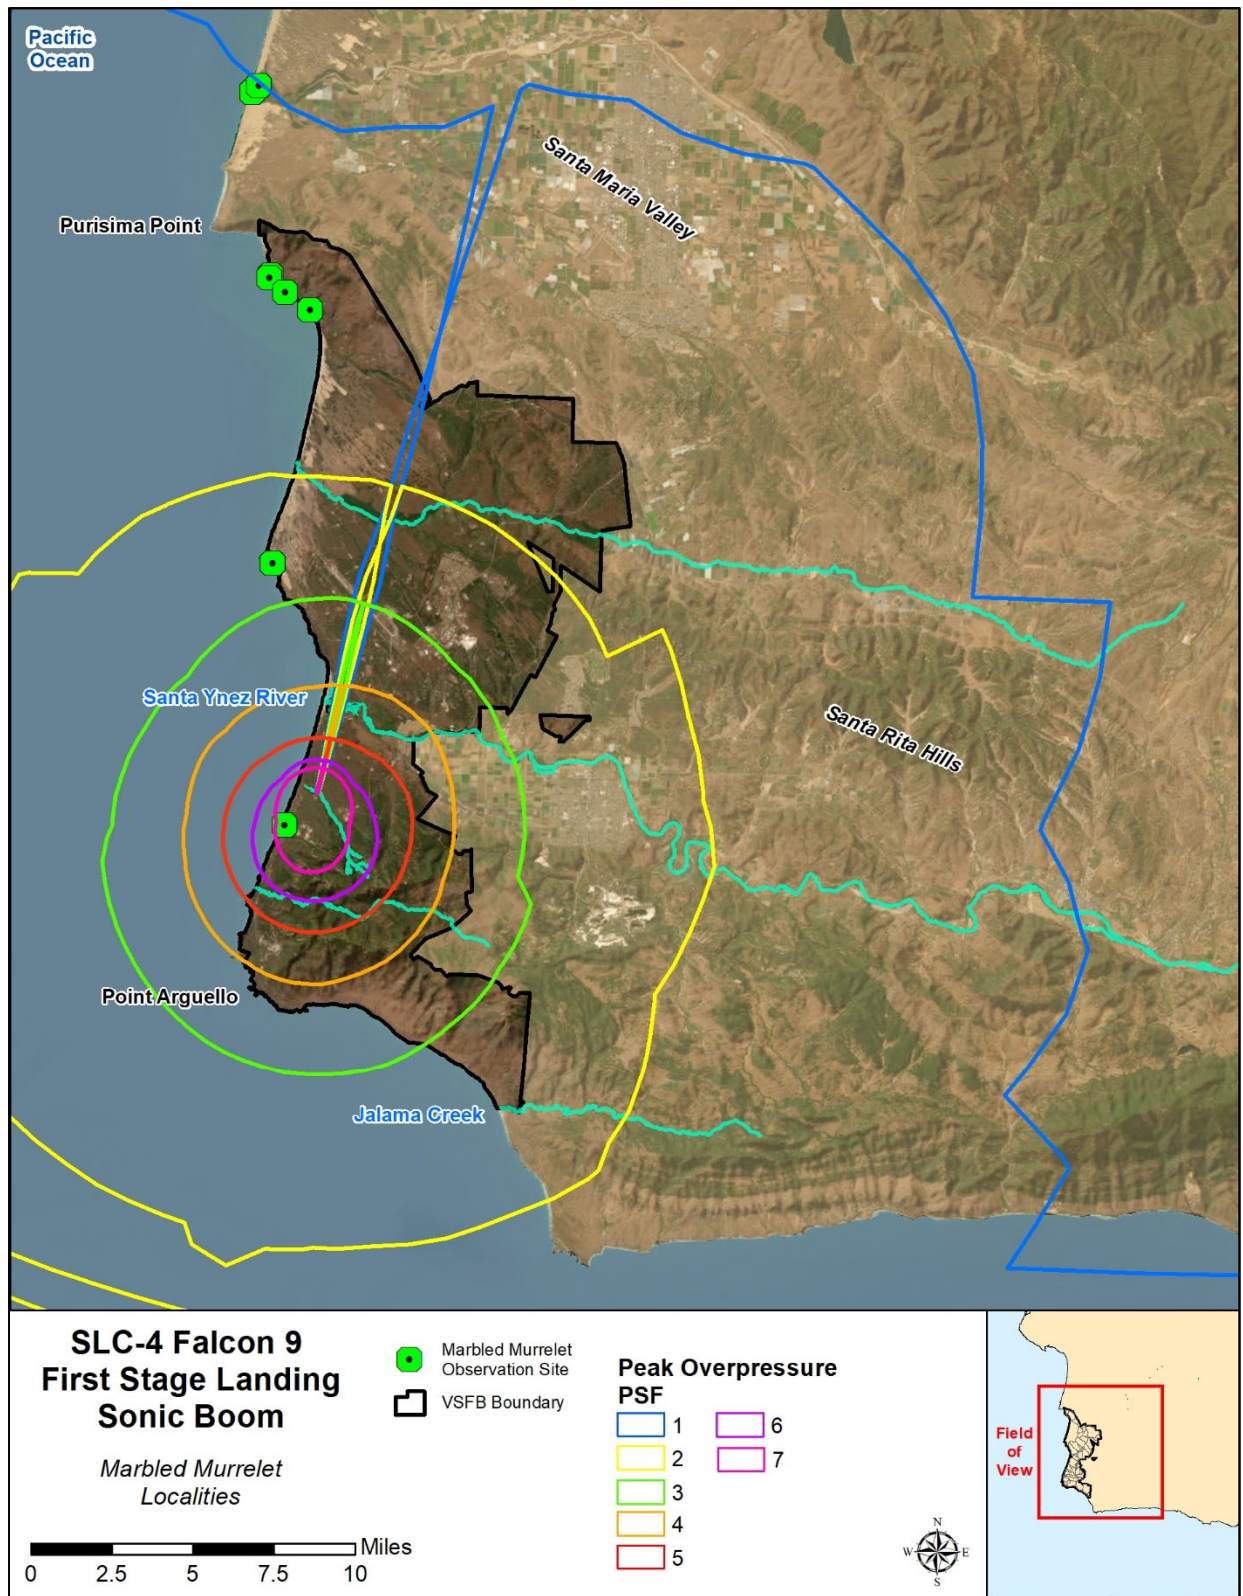 Pacific
Ocean
Santa Maria Valley
Purisima Point
Santa Ynez River
Santa Rita Hills
Point Arguello
Jalama Creek
SLC-4 Falcon 9
First Stage Landing
Sonic Boom
Marbled Murrelet
Localities
Miles
0 2.5 5 7.5 10
Marbled Murrelet
Observation Site
VSFB Boundary
Peak Overpressure
PSF
1 6
2 7
3
4
5
N
W E
S
Field
of
View